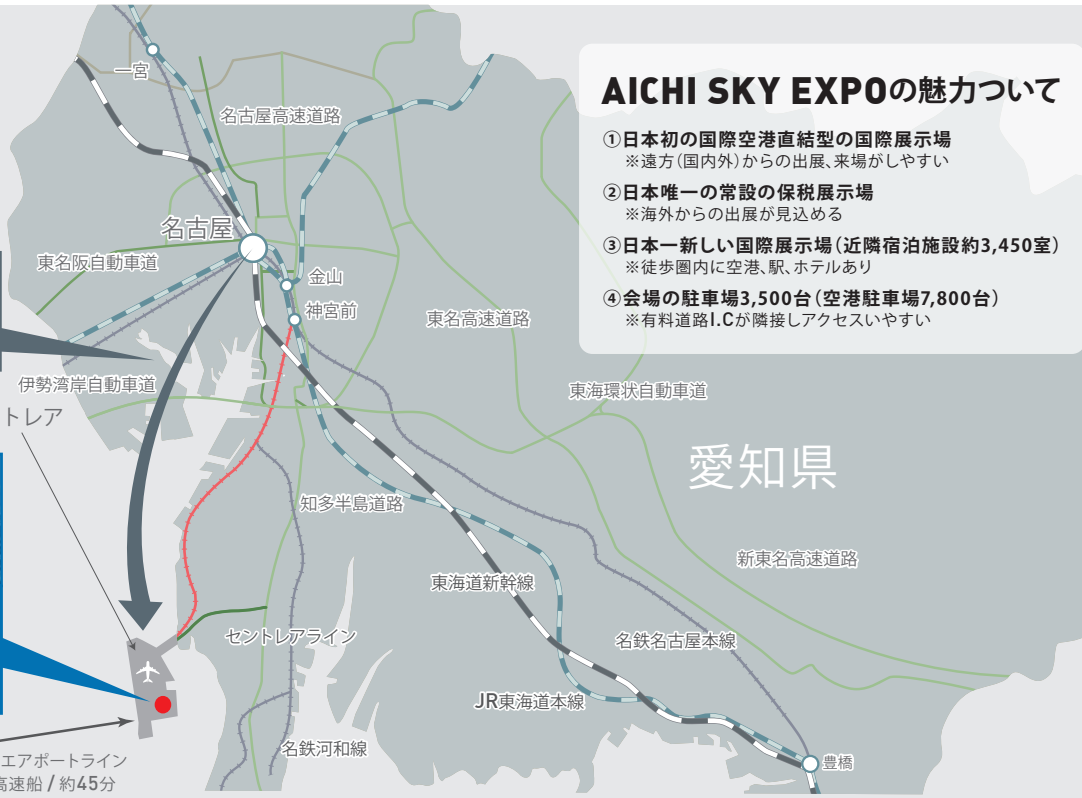 AICHI SKY EXPOの魅力ついて
①日本初の国際空港直結型の国際展示場
※遠方(国内外)からの出展、来場がしやすい
②日本唯一の常設の保税展示場
※海外からの出展が見込める
③日本一新しい国際展示場(近隣宿泊施設約3,450室)
※徒歩圏内に空港、駅、ホテルあり
④会場の駐車場3,500台(空港駐車場7,800台)
※有料道路I.Cが隣接しアクセスいやすい
一宮
名古屋高速道路
名古屋
東名阪自動車道
金山
神宮前
東名高速道路
伊勢湾岸自動車道
東海環状自動車道
トレア
愛知県
知多半島道路
新東名高速道路
東海道新幹線
セントレアライン
名鉄名古屋本線
JR東海道本線
名鉄河和線
エアポートライン
高速船 / 約45分
豊橋